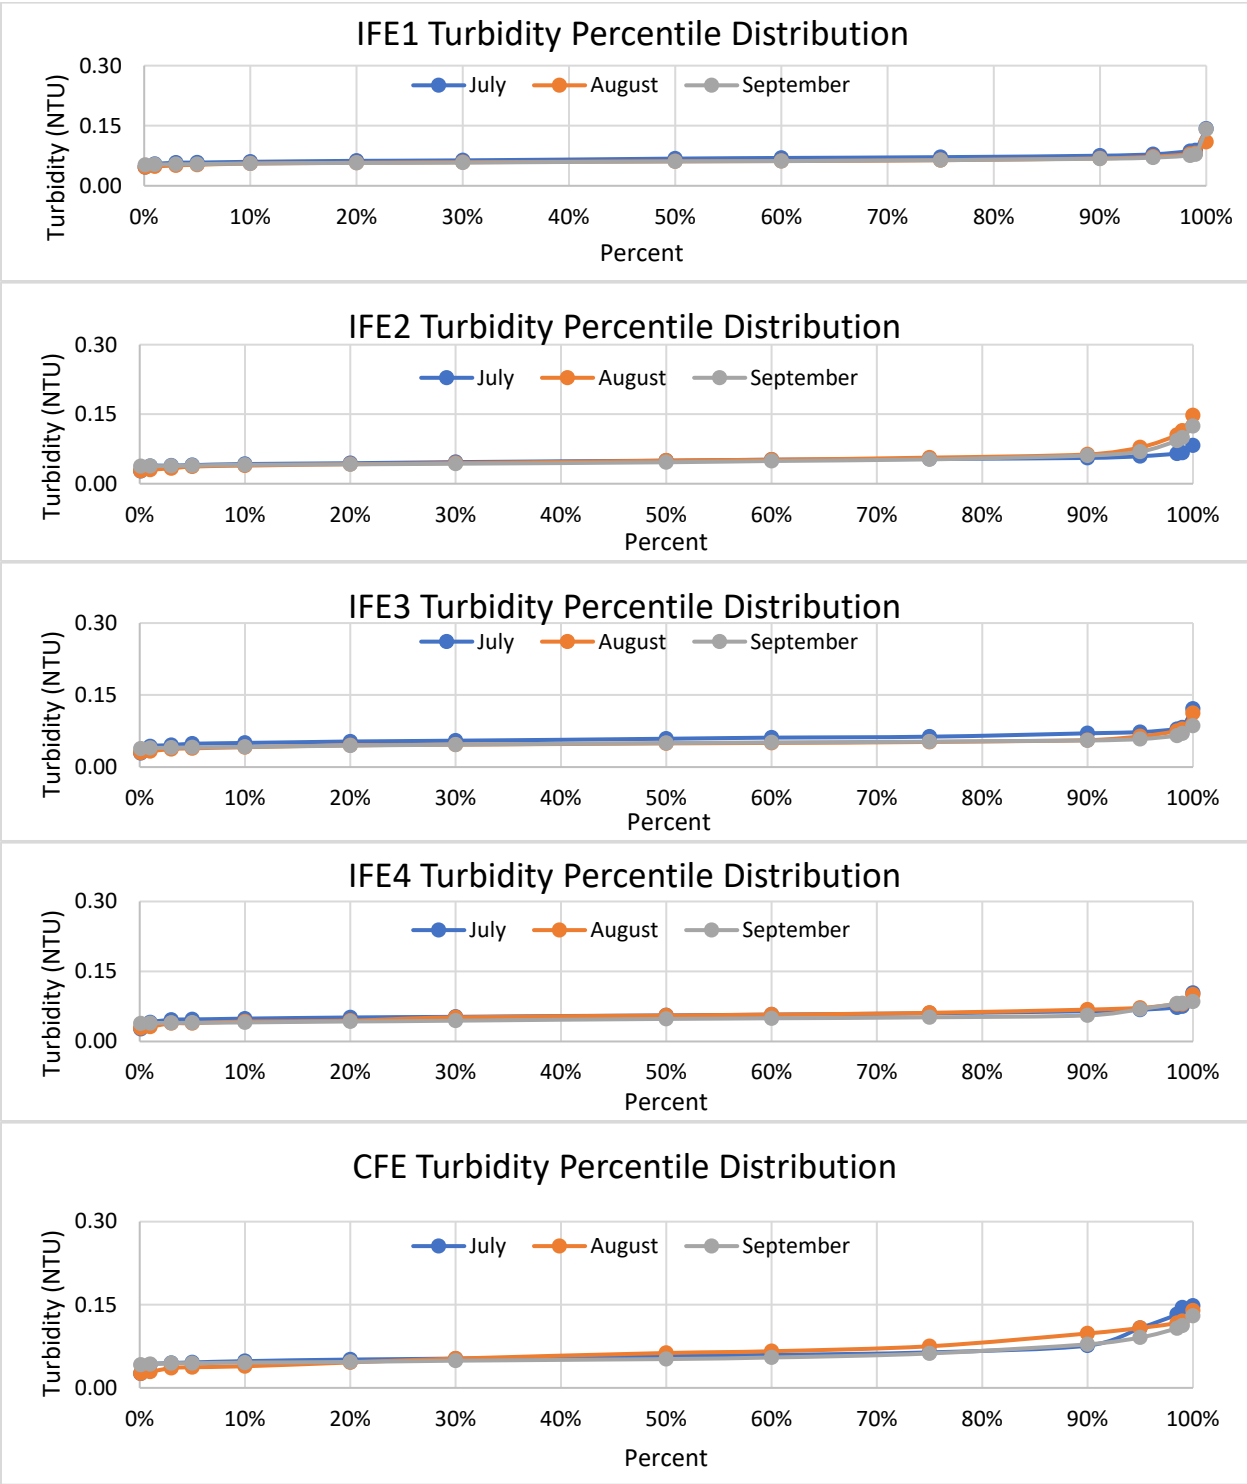 IFE1 Turbidity Percentile Distribution
Turbidity (NTU)
0.30
0.15
0.00
July August September
0% 10% 20% 30% 40% 50% 60% 70% 80% 90% 100%
Percent
IFE2 Turbidity Percentile Distribution
Turbidity (NTU)
0.30
0.15
0.00
July August September
0% 10% 20% 30% 40% 50% 60% 70% 80% 90% 100%
Percent
IFE3 Turbidity Percentile Distribution
Turbidity (NTU)
0.30
0.15
0.00
July August September
0% 10% 20% 30% 40% 50% 60% 70% 80% 90% 100%
Percent
IFE4 Turbidity Percentile Distribution
Turbidity (NTU)
0.30
0.15
0.00
July August September
0% 10% 20% 30% 40% 50% 60% 70% 80% 90% 100%
Percent
CFE Turbidity Percentile Distribution
Turbidity (NTU)
0.30
0.15
0.00
July August September
0% 10% 20% 30% 40% 50% 60% 70% 80% 90% 100%
Percent